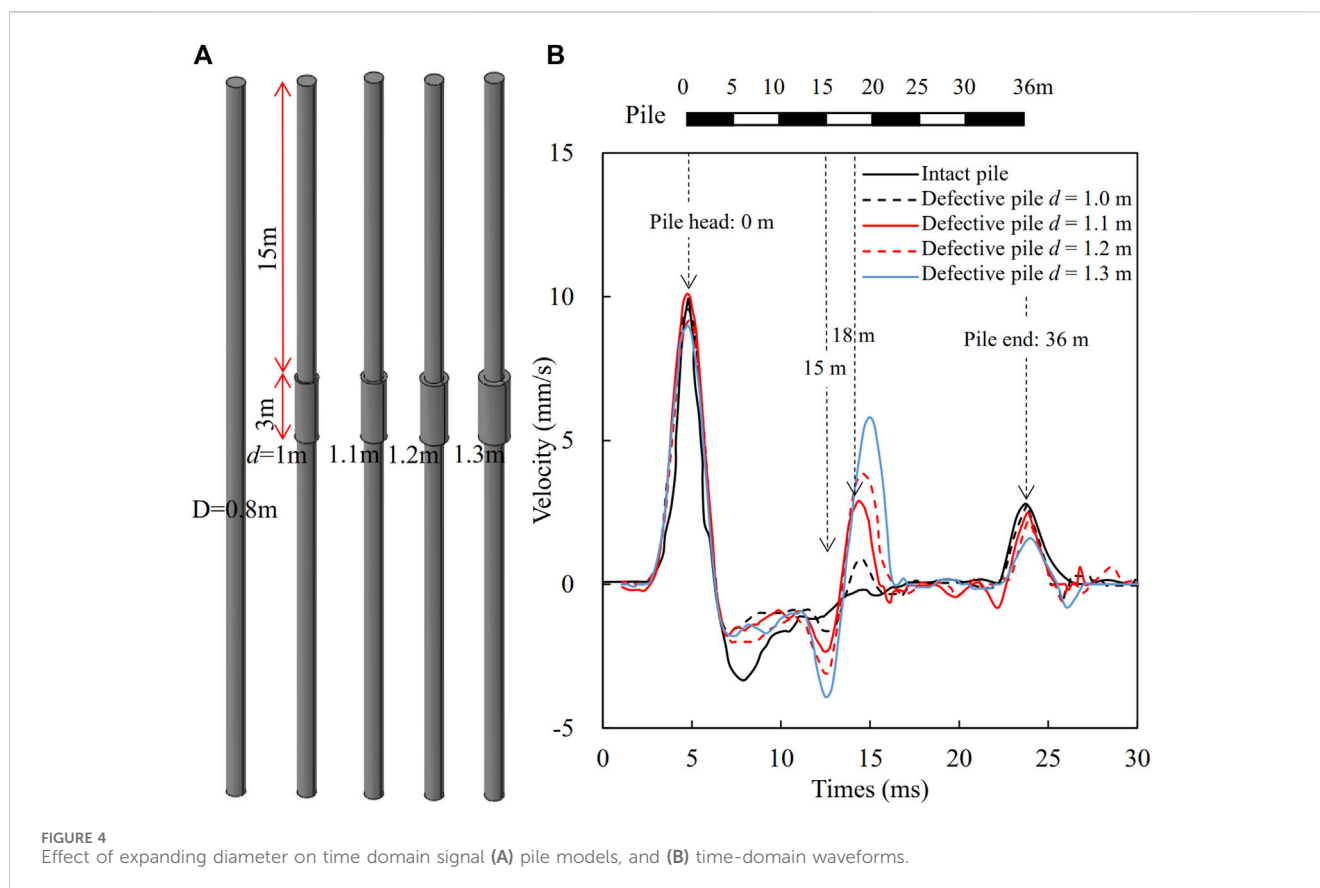 A
15m
3m
d=1m 1.1m 1.2m 1.3m
D=0.8m
B
0 5 10 15 20 25 30 36m
Pile
15
10
5
0
-5
Velocity (mm/s)
Intact pile
Defective pile d = 1.0 m
Defective pile d = 1.1 m
Defective pile d = 1.2 m
Defective pile d = 1.3 m
Pile head: 0 m
18 m
15 m
Pile end: 36 m
0 5 10 15 20 25 30
Times (ms)
FIGURE 4
Effect of expanding diameter on time domain signal (A) pile models, and (B) time-domain waveforms.